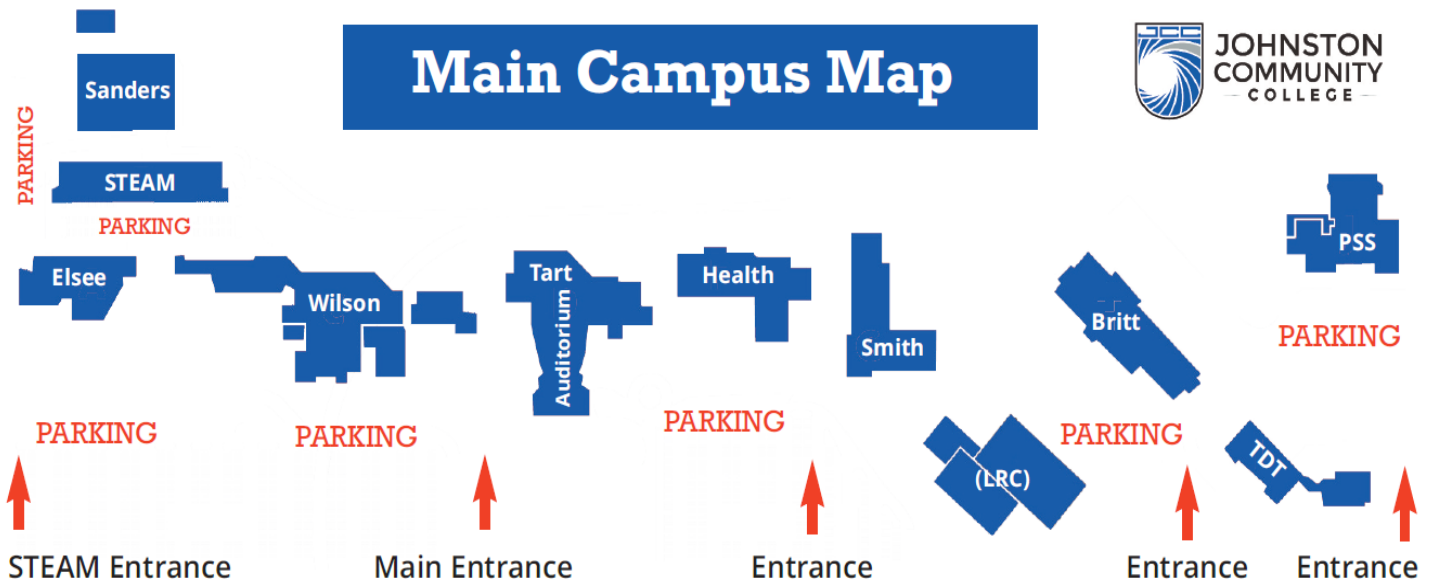 Main Campus Map
JCC
JOHNSTON
COMMUNITY
COLLEGE
Sanders
PARKING
STEAM
PARKING
Elsee
Wilson
Tart
Auditorium
Health
Smith
Britt
PSS
PARKING
PARKING
PARKING
PARKING
PARKING
(LRC)
TDT
STEAM Entrance
Main Entrance
Entrance
Entrance
Entrance